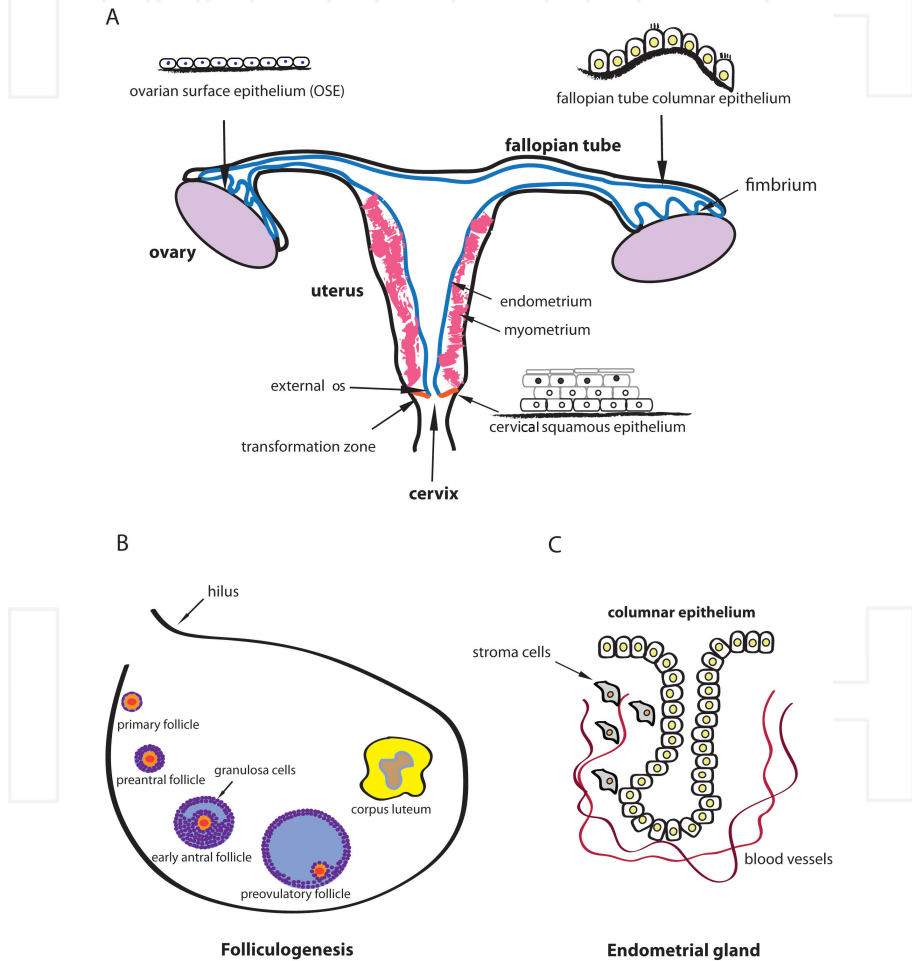 A
ovarian surface epithelium (OSE)
fallopian tube columnar epithelium
fallopian tube
fimbrium
ovary
uterus
endometrium
myometrium
external os
cervical squamous epithelium
transformation zone
cervix
B
hilus
primary follicle
preantral follicle
granulosa cells
early antral follicle
preovulatory follicle
corpus luteum
Folliculogenesis
C
columnar epithelium
stroma cells
blood vessels
Endometrial gland